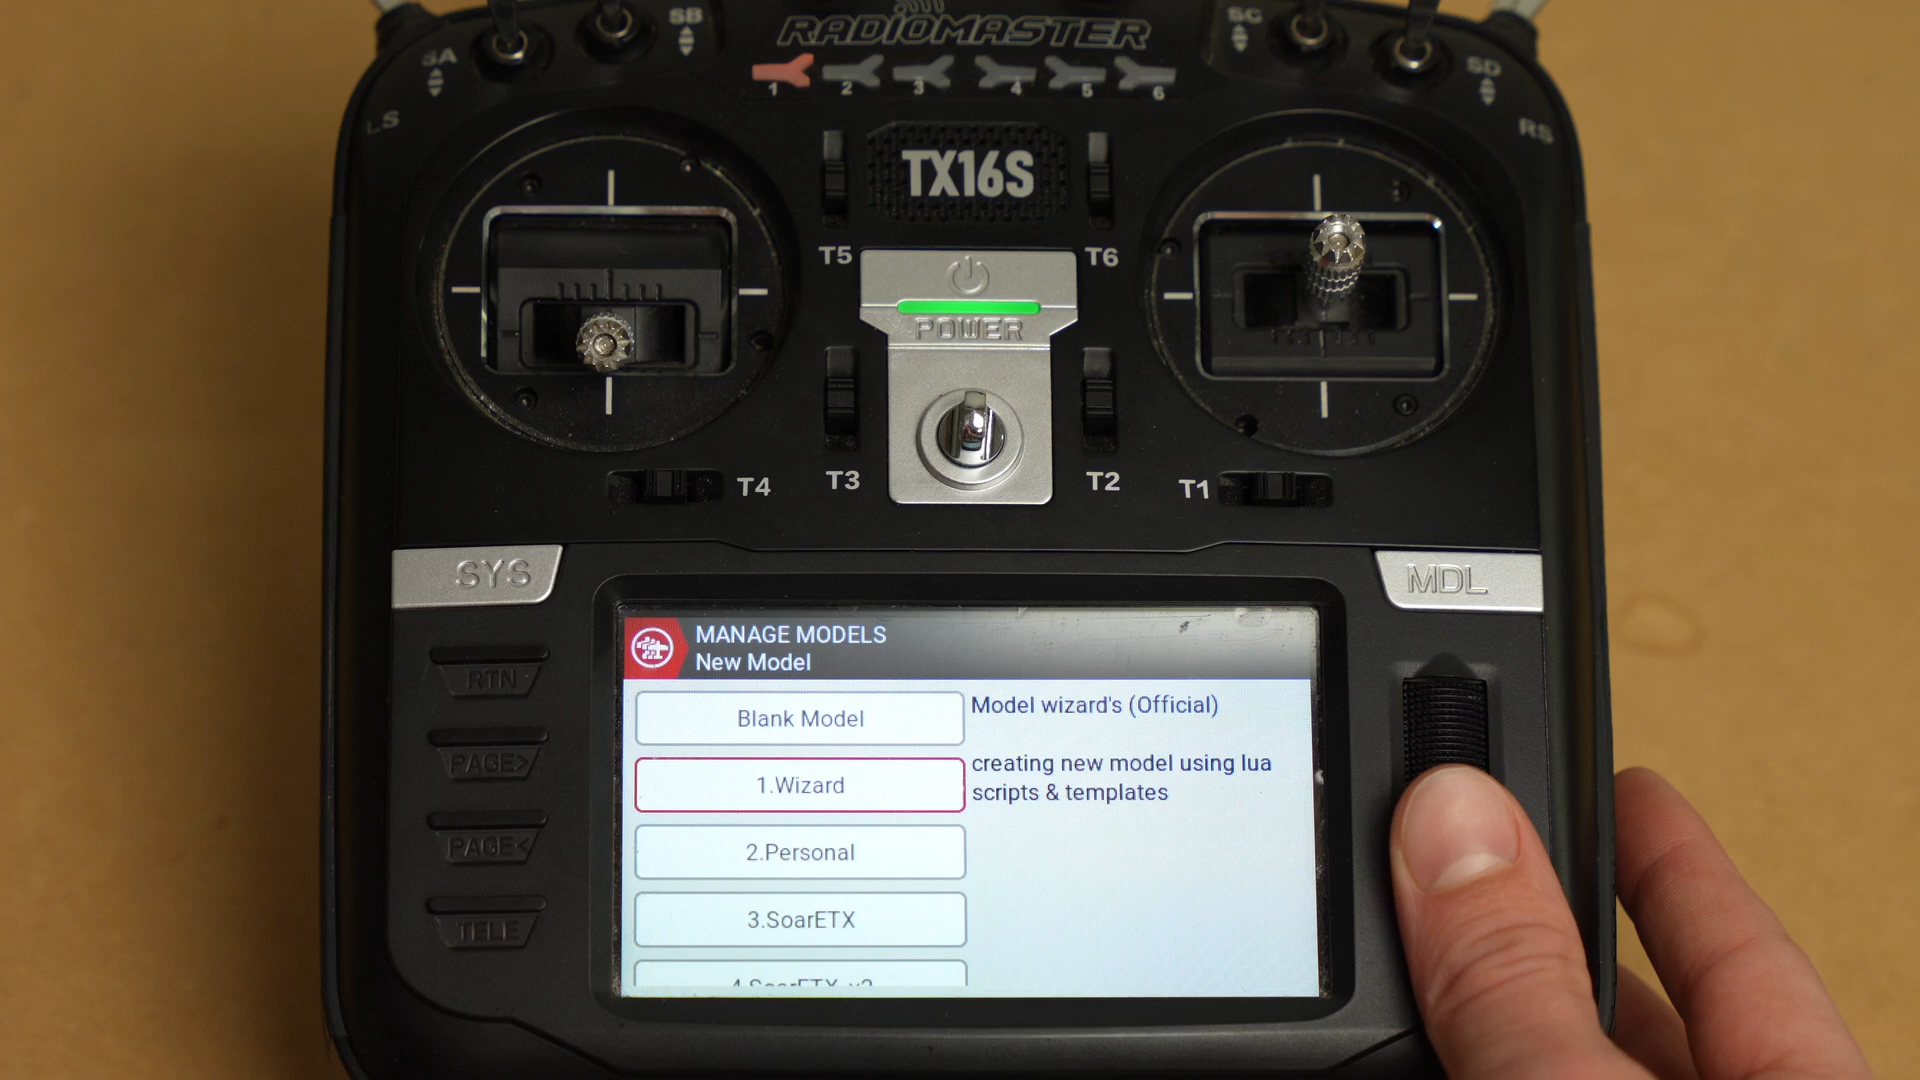 SA
SB
RADIOMASTER
SC
SD
1 2 3 4 5 6
LS
RS
TX16S
T5
T6
POWER
T4
T3
T2
T1
SYS
MDL
RTN
PAGE>
PAGE<
TELE
MANAGE MODELS
New Model
Blank Model
1.Wizard
2.Personal
3.SoarETX
4.SoarETX v2
Model wizard's (Official)
creating new model using lua
scripts & templates